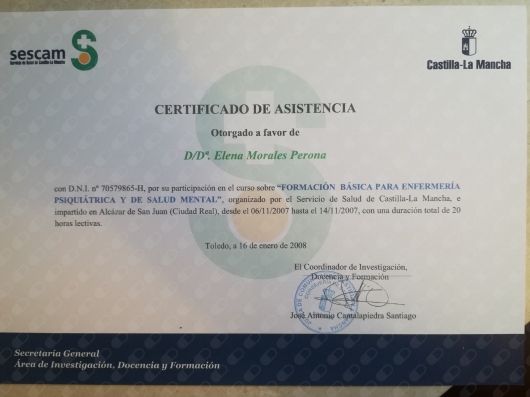 sescam
Servicio de Salud de Castilla-La Mancha
Castilla-La Mancha
CERTIFICADO DE ASISTENCIA
Otorgado a favor de
D/Dª. Elena Morales Perona
con D.N.I. nº 70579865-H, por su participación en el curso sobre "FORMACIÓN BÁSICA PARA ENFERMERÍA
PSIQUIÁTRICA Y DE SALUD MENTAL", organizado por el Servicio de Salud de Castilla-La Mancha, e
impartido en Alcázar de San Juan (Ciudad Real), desde el 06/11/2007 hasta el 14/11/2007, con una duración total de 20
horas lectivas.
Toledo, a 16 de enero de 2008
El Coordinador de Investigación,
Docencia y Formación
José Antonio Cantalapiedra Santiago
Secretaría General
Área de Investigación, Docencia y Formación